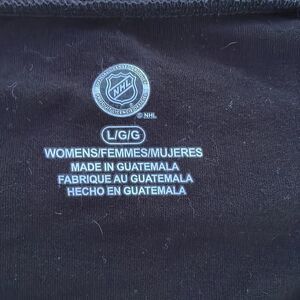 NHL
© NHL
L/G/G
WOMENS/FEMMES/MUJERES
MADE IN GUATEMALA
FABRIQUE AU GUATEMALA
HECHO EN GUATEMALA